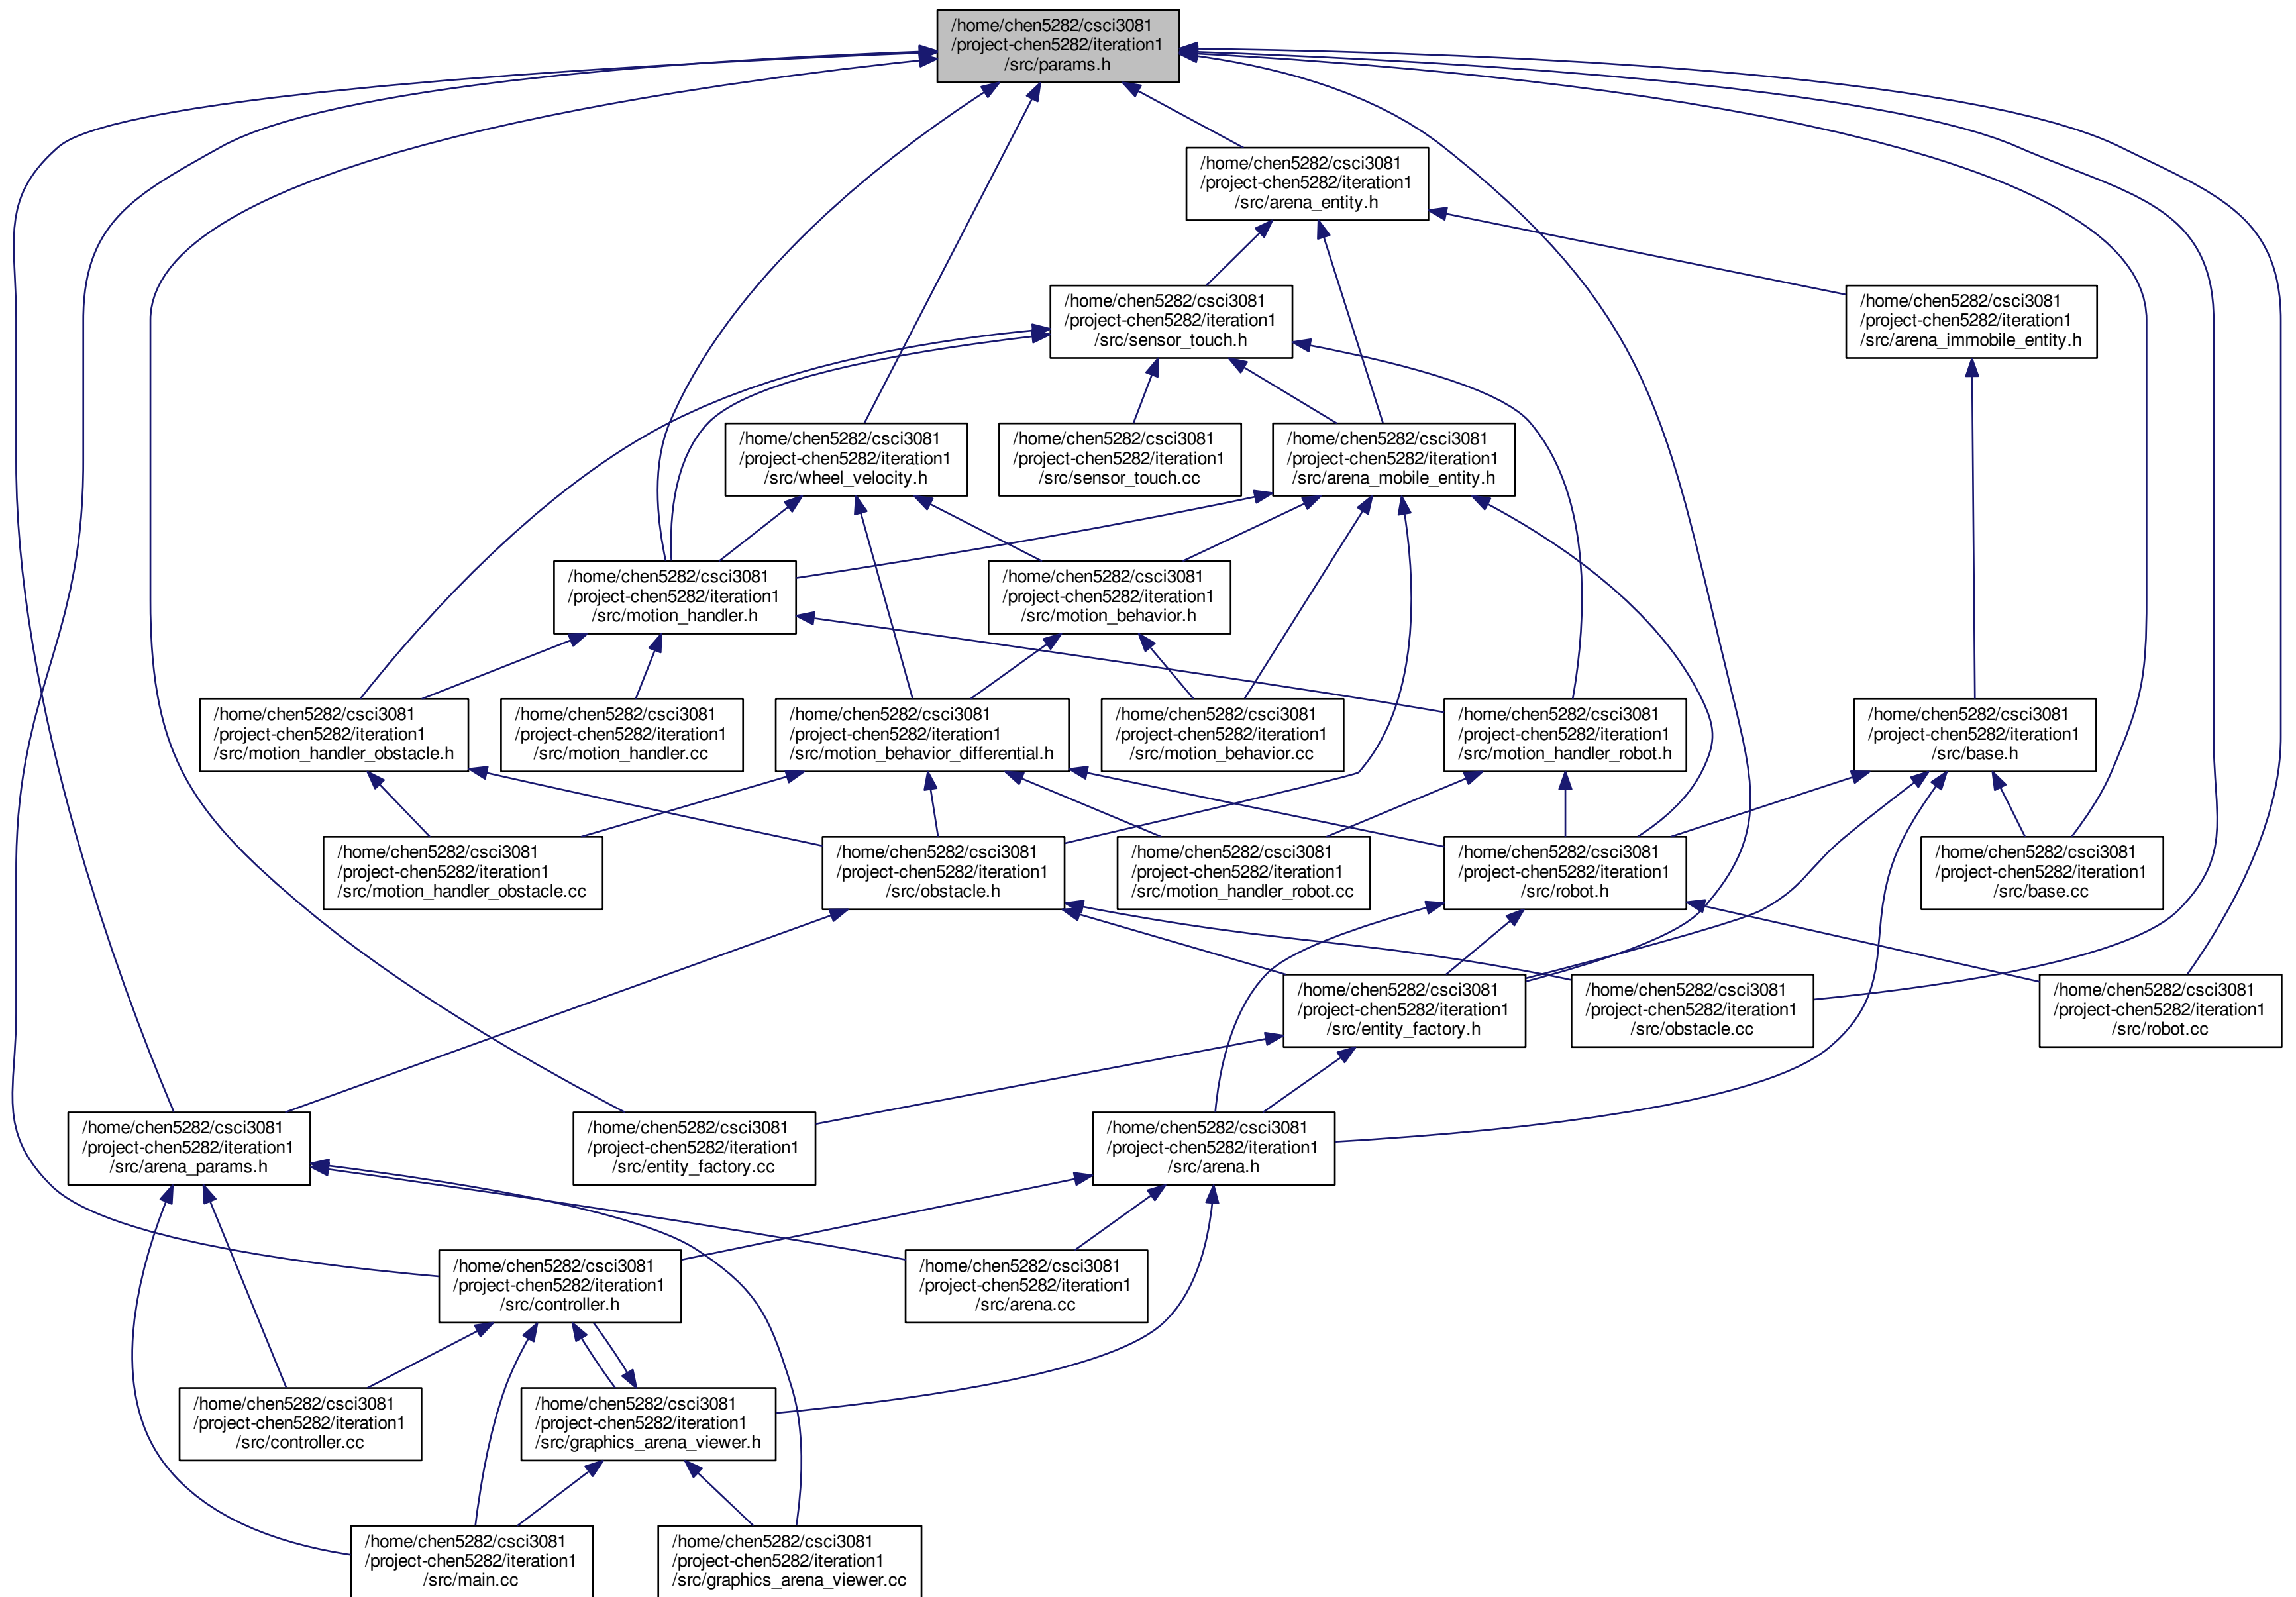 /home/chen5282/csci3081
/project-chen5282/iteration1
/src/params.h
/home/chen5282/csci3081
/project-chen5282/iteration1
/src/arena_entity.h
/home/chen5282/csci3081
/project-chen5282/iteration1
/src/sensor_touch.h
/home/chen5282/csci3081
/project-chen5282/iteration1
/src/arena_immobile_entity.h
/home/chen5282/csci3081
/project-chen5282/iteration1
/src/wheel_velocity.h
/home/chen5282/csci3081
/project-chen5282/iteration1
/src/sensor_touch.cc
/home/chen5282/csci3081
/project-chen5282/iteration1
/src/arena_mobile_entity.h
/home/chen5282/csci3081
/project-chen5282/iteration1
/src/motion_handler.h
/home/chen5282/csci3081
/project-chen5282/iteration1
/src/motion_behavior.h
/home/chen5282/csci3081
/project-chen5282/iteration1
/src/motion_handler_obstacle.h
/home/chen5282/csci3081
/project-chen5282/iteration1
/src/motion_handler.cc
/home/chen5282/csci3081
/project-chen5282/iteration1
/src/motion_behavior_differential.h
/home/chen5282/csci3081
/project-chen5282/iteration1
/src/motion_behavior.cc
/home/chen5282/csci3081
/project-chen5282/iteration1
/src/motion_handler_robot.h
/home/chen5282/csci3081
/project-chen5282/iteration1
/src/base.h
/home/chen5282/csci3081
/project-chen5282/iteration1
/src/motion_handler_obstacle.cc
/home/chen5282/csci3081
/project-chen5282/iteration1
/src/obstacle.h
/home/chen5282/csci3081
/project-chen5282/iteration1
/src/motion_handler_robot.cc
/home/chen5282/csci3081
/project-chen5282/iteration1
/src/robot.h
/home/chen5282/csci3081
/project-chen5282/iteration1
/src/base.cc
/home/chen5282/csci3081
/project-chen5282/iteration1
/src/entity_factory.h
/home/chen5282/csci3081
/project-chen5282/iteration1
/src/obstacle.cc
/home/chen5282/csci3081
/project-chen5282/iteration1
/src/robot.cc
/home/chen5282/csci3081
/project-chen5282/iteration1
/src/arena_params.h
/home/chen5282/csci3081
/project-chen5282/iteration1
/src/entity_factory.cc
/home/chen5282/csci3081
/project-chen5282/iteration1
/src/arena.h
/home/chen5282/csci3081
/project-chen5282/iteration1
/src/controller.h
/home/chen5282/csci3081
/project-chen5282/iteration1
/src/arena.cc
/home/chen5282/csci3081
/project-chen5282/iteration1
/src/controller.cc
/home/chen5282/csci3081
/project-chen5282/iteration1
/src/graphics_arena_viewer.h
/home/chen5282/csci3081
/project-chen5282/iteration1
/src/main.cc
/home/chen5282/csci3081
/project-chen5282/iteration1
/src/graphics_arena_viewer.cc